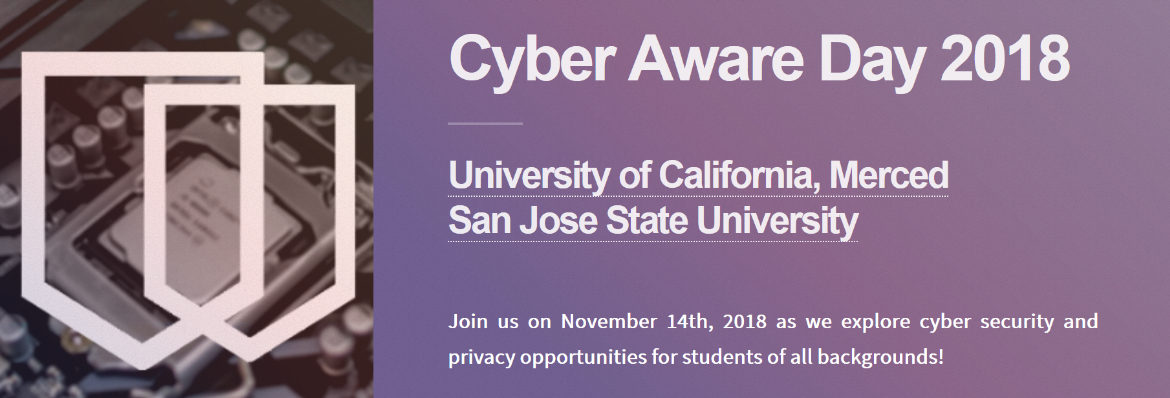 Cyber Aware Day 2018
University of California, Merced
San Jose State University
Join us on November 14th, 2018 as we explore cyber security and
privacy opportunities for students of all backgrounds!